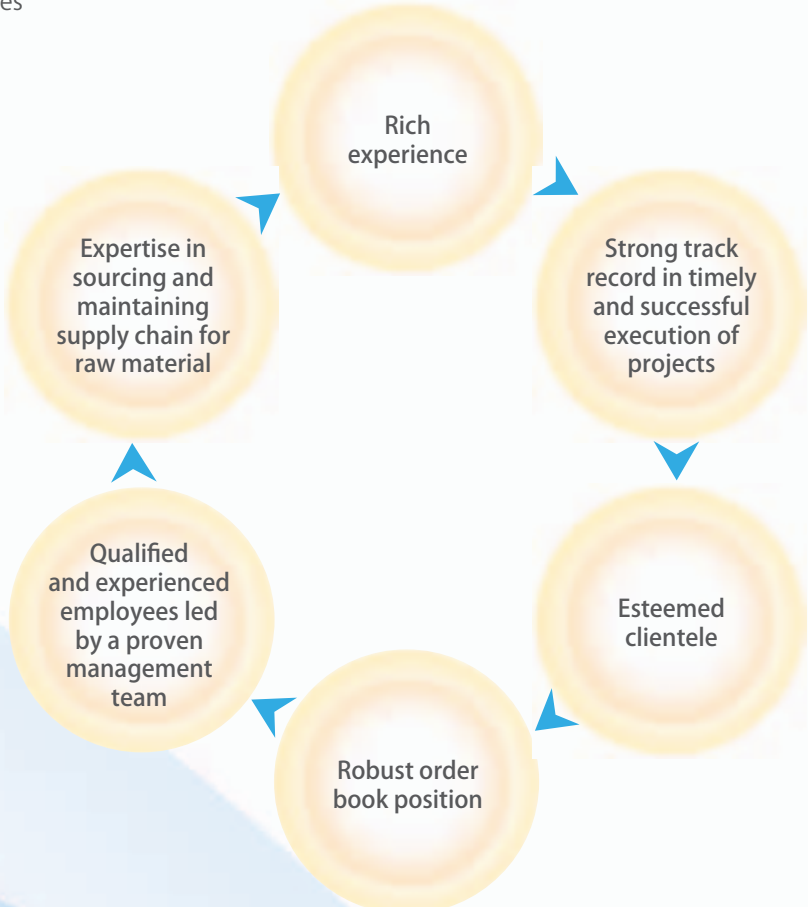 es
Rich
experience
Strong track
record in timely
and successful
execution of
projects
Esteemed
clientele
Robust order
book position
Qualified
and experienced
employees led
by a proven
management
team
Expertise in
sourcing and
maintaining
supply chain for
raw material